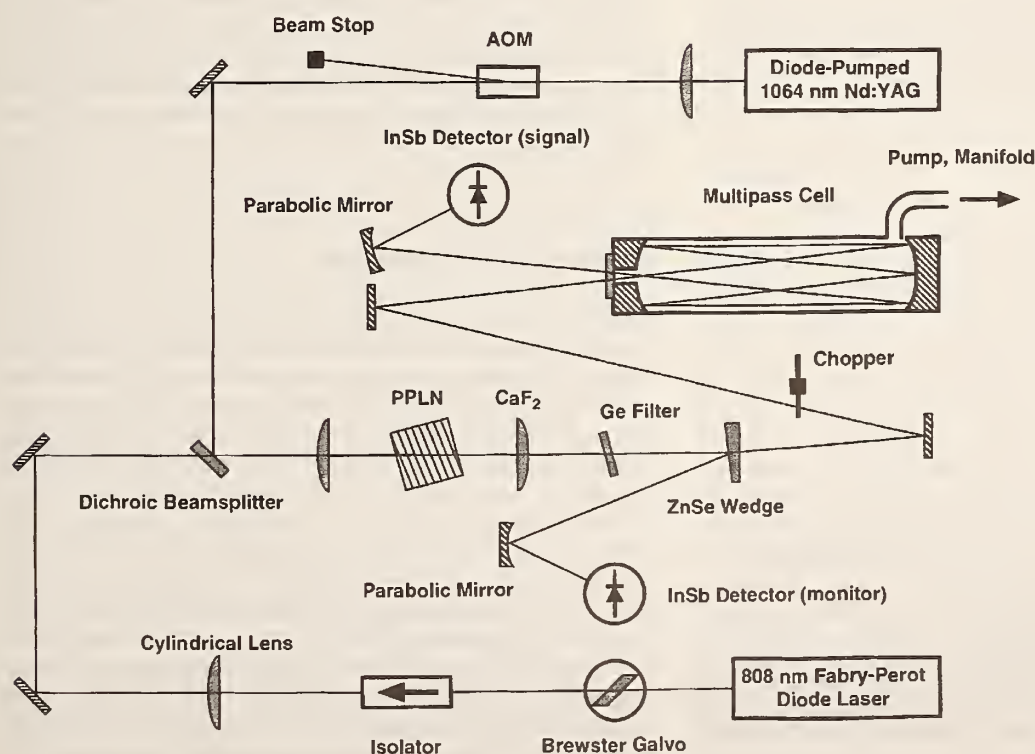 Beam Stop
AOM
Diode-Pumped
1064 nm Nd:YAG
InSb Detector (signal)
Pump, Manifold
Parabolic Mirror
Multipass Cell
Chopper
PPLN
CaF2
Ge Filter
Dichroic Beamsplitter
ZnSe Wedge
Parabolic Mirror
InSb Detector (monitor)
Cylindrical Lens
808 nm Fabry-Perot
Diode Laser
Isolator
Brewster Galvo